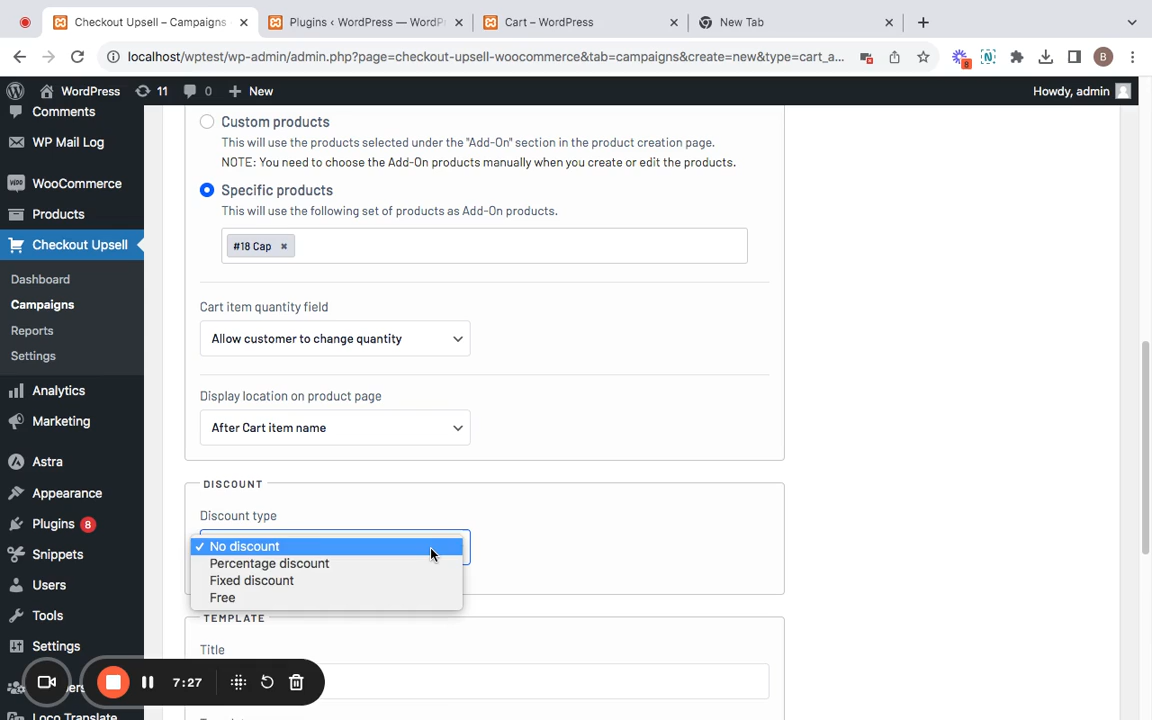 Checkout Upsell – Campaigns
Plugins ‹ WordPress — WordPr
Cart – WordPress
New Tab
localhost/wptest/wp-admin/admin.php?page=checkout-upsell-woocommerce&tab=campaigns&create=new&type=cart_a...
8
B
WordPress
11
0
New
Howdy, admin
Comments
WP Mail Log
WooCommerce
Products
Checkout Upsell
Dashboard
Campaigns
Reports
Settings
Analytics
Marketing
Astra
Appearance
Plugins 8
Snippets
Users
Tools
Settings
Loco Translate
Custom products
This will use the products selected under the "Add-On" section in the product creation page.
NOTE: You need to choose the Add-On products manually when you create or edit the products.
Specific products
This will use the following set of products as Add-On products.
#18 Cap ×
Cart item quantity field
Allow customer to change quantity
Display location on product page
After Cart item name
DISCOUNT
Discount type
✓ No discount
Percentage discount
Fixed discount
Free
TEMPLATE
Title
7:27